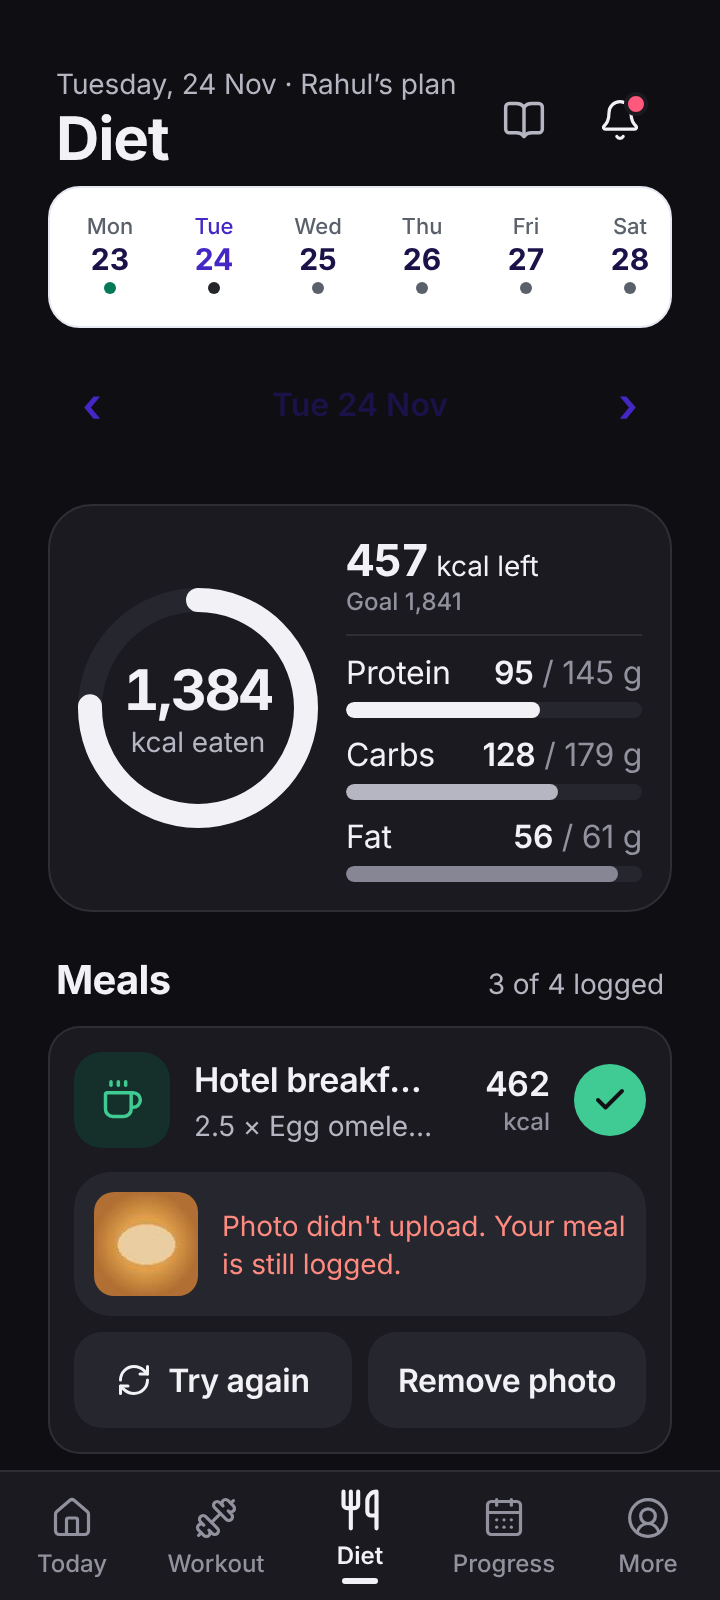 Tuesday, 24 Nov · Rahul’s plan
Diet
Mon Tue Wed Thu Fri Sat
23 24 25 26 27 28
‹ Tue 24 Nov ›
457 kcal left
Goal 1,841
1,384
kcal eaten
Protein 95 / 145 g
Carbs 128 / 179 g
Fat 56 / 61 g
Meals 3 of 4 logged
Hotel breakf... 462
2.5 × Egg omele... kcal
Photo didn't upload. Your meal
is still logged.
Try again Remove photo
Today Workout Diet Progress More